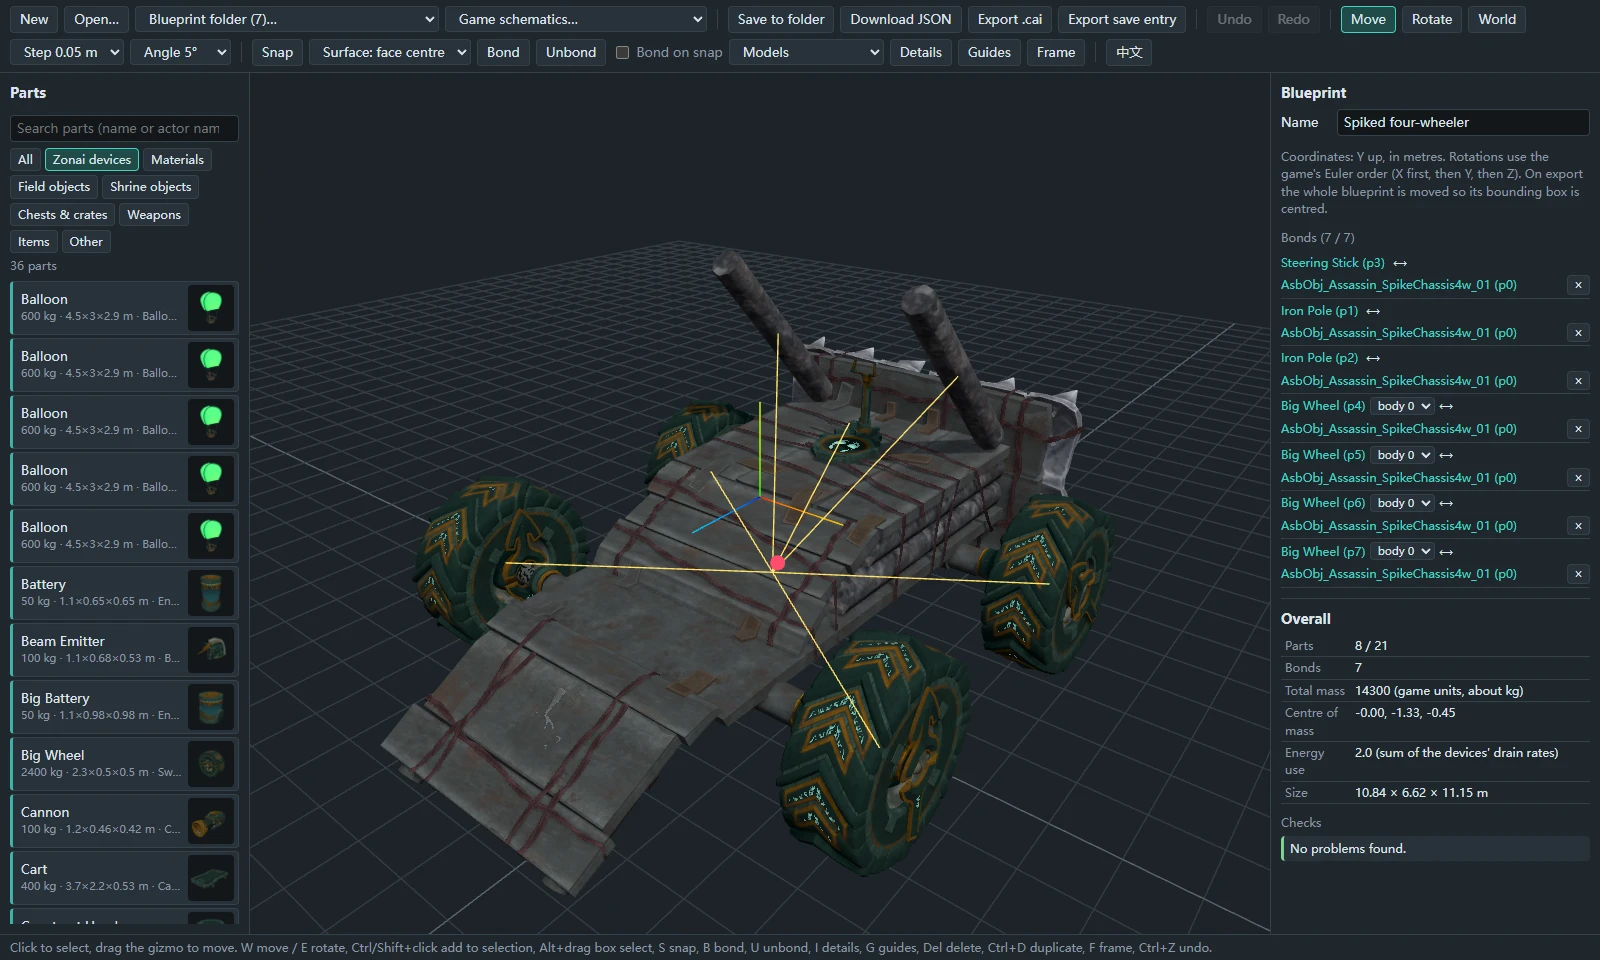 New Open... Blueprint folder (7)... Game schematics... Save to folder Download JSON Export .cai Export save entry Undo Redo Move Rotate World
Step 0.05 m Angle 5° Snap Surface: face centre Bond Unbond Bond on snap Models Details Guides Frame 中文
Parts
Search parts (name or actor nam
All Zonai devices Materials
Field objects Shrine objects
Chests & crates Weapons
Items Other
36 parts
Balloon
600 kg · 4.5×3×2.9 m · Ballo...
Balloon
600 kg · 4.5×3×2.9 m · Ballo...
Balloon
600 kg · 4.5×3×2.9 m · Ballo...
Balloon
600 kg · 4.5×3×2.9 m · Ballo...
Balloon
600 kg · 4.5×3×2.9 m · Ballo...
Battery
50 kg · 1.1×0.65×0.65 m · En...
Beam Emitter
100 kg · 1.1×0.68×0.53 m · B...
Big Battery
50 kg · 1.1×0.98×0.98 m · En...
Big Wheel
2400 kg · 2.3×0.5×0.5 m · Sw...
Cannon
100 kg · 1.2×0.46×0.42 m · C...
Cart
400 kg · 3.7×2.2×0.53 m · Ca...
Blueprint
Name Spiked four-wheeler
Coordinates: Y up, in metres. Rotations use the
game's Euler order (X first, then Y, then Z). On export
the whole blueprint is moved so its bounding box is
centred.
Bonds (7 / 7)
Steering Stick (p3) ↔
AsbObj_Assassin_SpikeChassis4w_01 (p0) ×
Iron Pole (p1) ↔
AsbObj_Assassin_SpikeChassis4w_01 (p0) ×
Iron Pole (p2) ↔
AsbObj_Assassin_SpikeChassis4w_01 (p0) ×
Big Wheel (p4) body 0 ↔
AsbObj_Assassin_SpikeChassis4w_01 (p0) ×
Big Wheel (p5) body 0 ↔
AsbObj_Assassin_SpikeChassis4w_01 (p0) ×
Big Wheel (p6) body 0 ↔
AsbObj_Assassin_SpikeChassis4w_01 (p0) ×
Big Wheel (p7) body 0 ↔
AsbObj_Assassin_SpikeChassis4w_01 (p0) ×
Overall
Parts 8 / 21
Bonds 7
Total mass 14300 (game units, about kg)
Centre of mass -0.00, -1.33, -0.45
Energy use 2.0 (sum of the devices' drain rates)
Size 10.84 × 6.62 × 11.15 m
Checks
No problems found.
Click to select, drag the gizmo to move. W move / E rotate, Ctrl/Shift+click add to selection, Alt+drag box select, S snap, B bond, U unbond, I details, G guides, Del delete, Ctrl+D duplicate, F frame, Ctrl+Z undo.